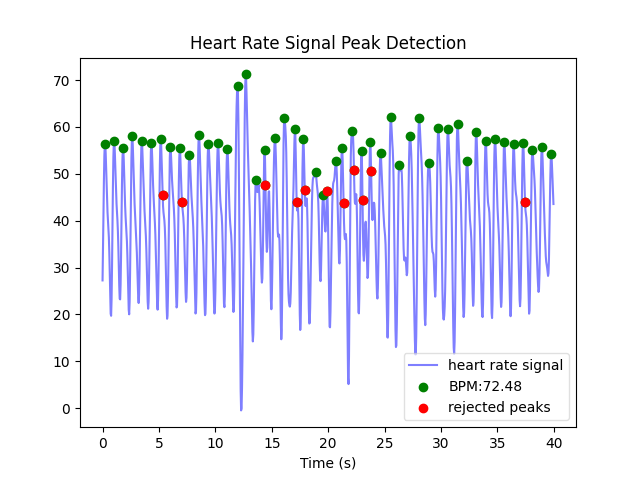 Heart Rate Signal Peak Detection
70
60
50
40
30
20
10
0
heart rate signal
BPM:72.48
rejected peaks
0 5 10 15 20 25 30 35 40
Time (s)